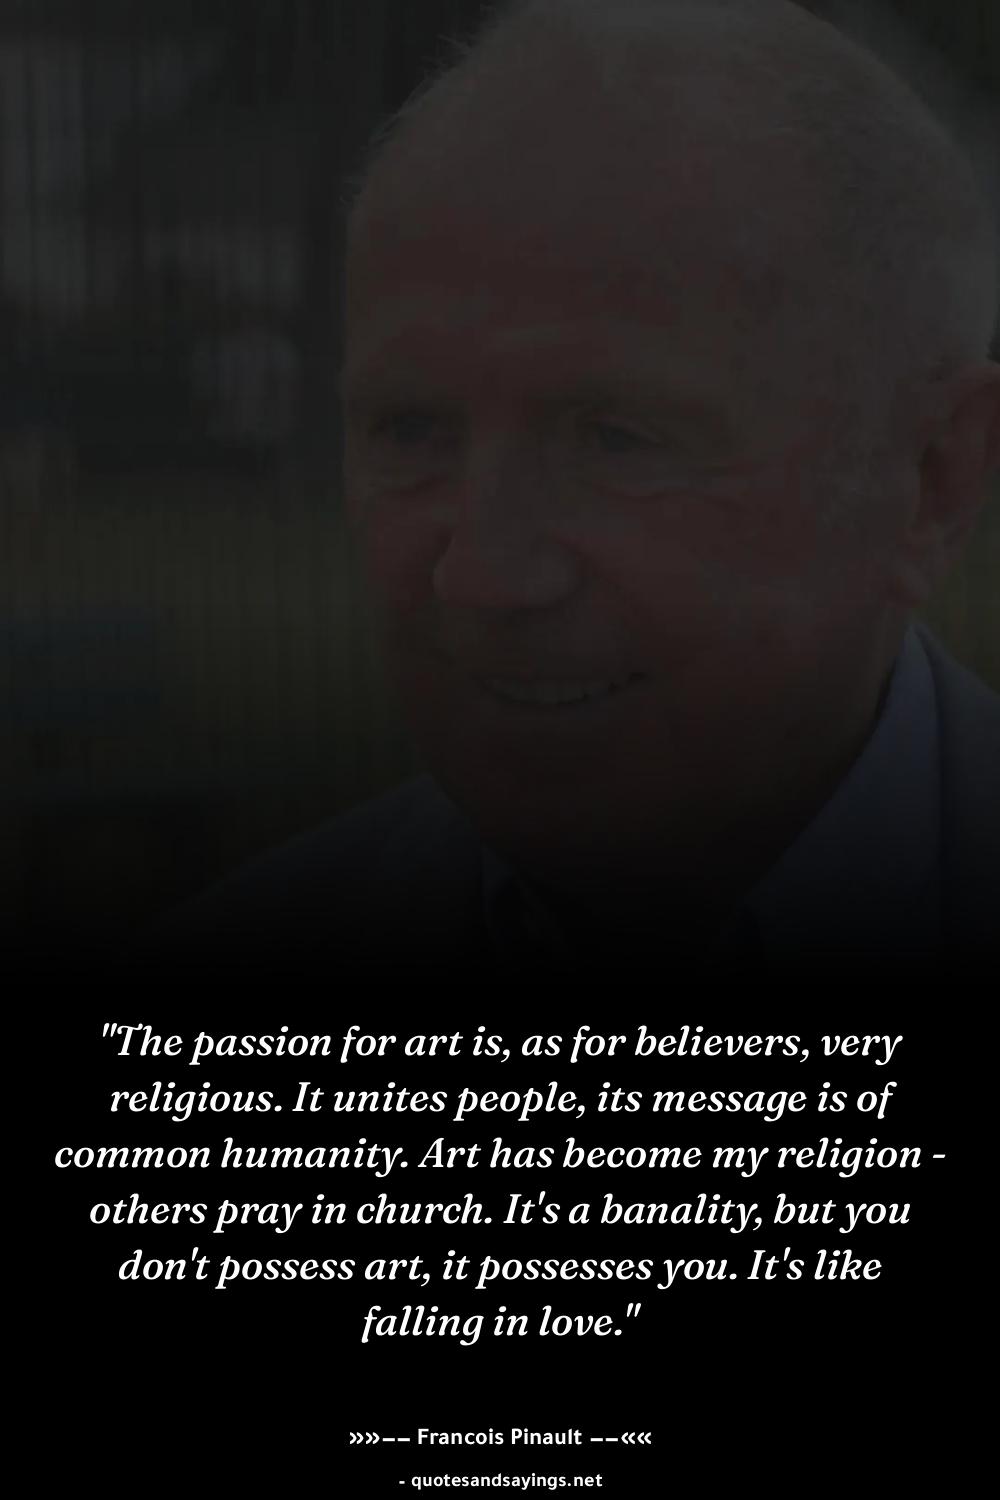 "The passion for art is, as for believers, very
religious. It unites people, its message is of
common humanity. Art has become my religion -
others pray in church. It's a banality, but you
don't possess art, it possesses you. It's like
falling in love."
»»−− Francois Pinault −−««
- quotesandsayings.net